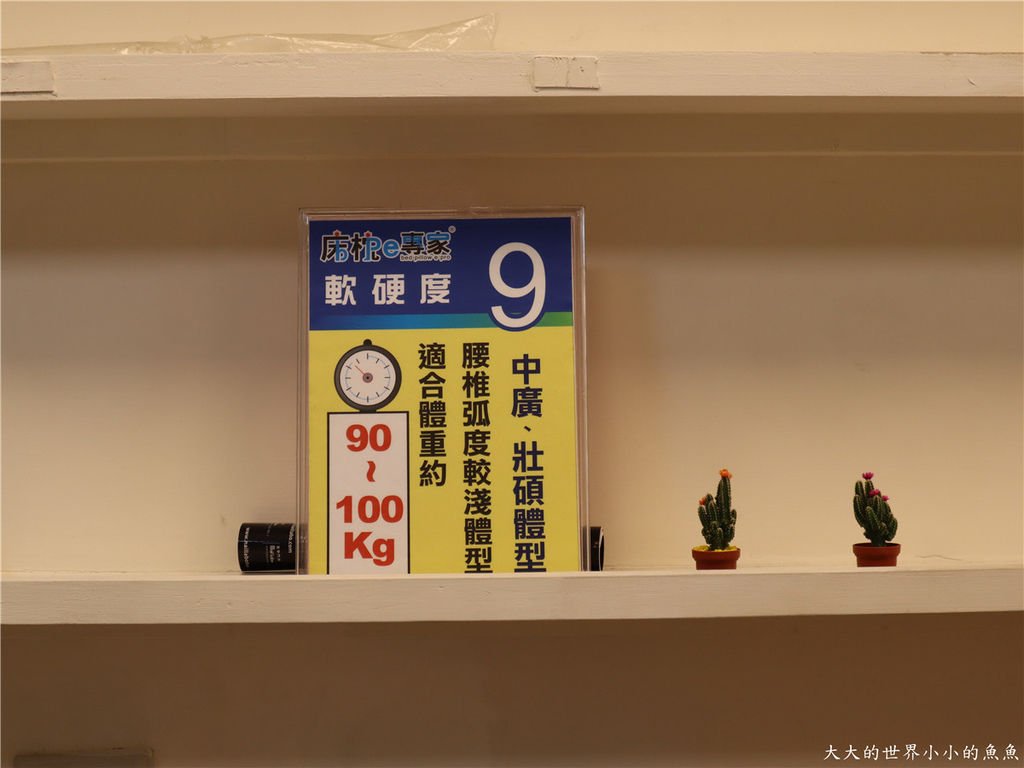 床枕e專家®
bed pillow e pro
軟硬度
9
中廣、壯碩體型
腰椎弧度較淺體型
適合體重約
90
~
100
Kg
大大的世界小小的魚魚